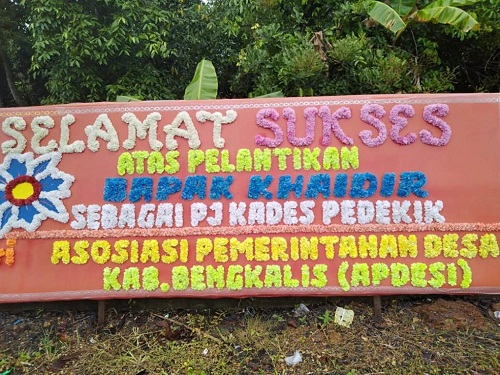 SELAMAT SUKSES
ATAS PELANTIKAN
BAPAK KHAIDIR
SEBAGAI PJ KADES PEDEKIK
ASOSIASI PEMERINTAHAN DESA
KAB. BENGKALIS (APDESI)